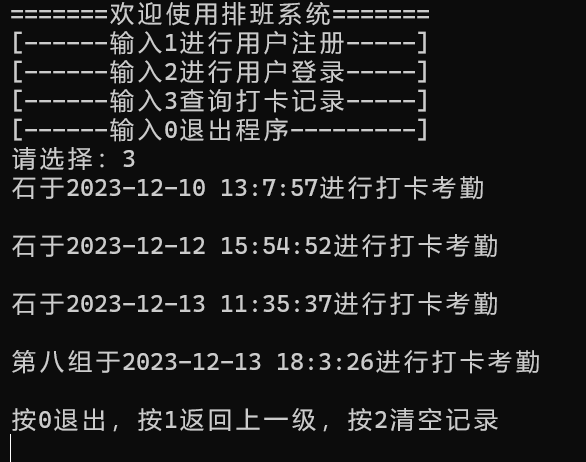 =======欢迎使用排班系统=======
[------输入1进行用户注册-----]
[------输入2进行用户登录-----]
[------输入3查询打卡记录-----]
[------输入0退出程序---------]
请选择：3
石于2023-12-10 13:7:57进行打卡考勤
石于2023-12-12 15:54:52进行打卡考勤
石于2023-12-13 11:35:37进行打卡考勤
第八组于2023-12-13 18:3:26进行打卡考勤
按0退出，按1返回上一级，按2清空记录